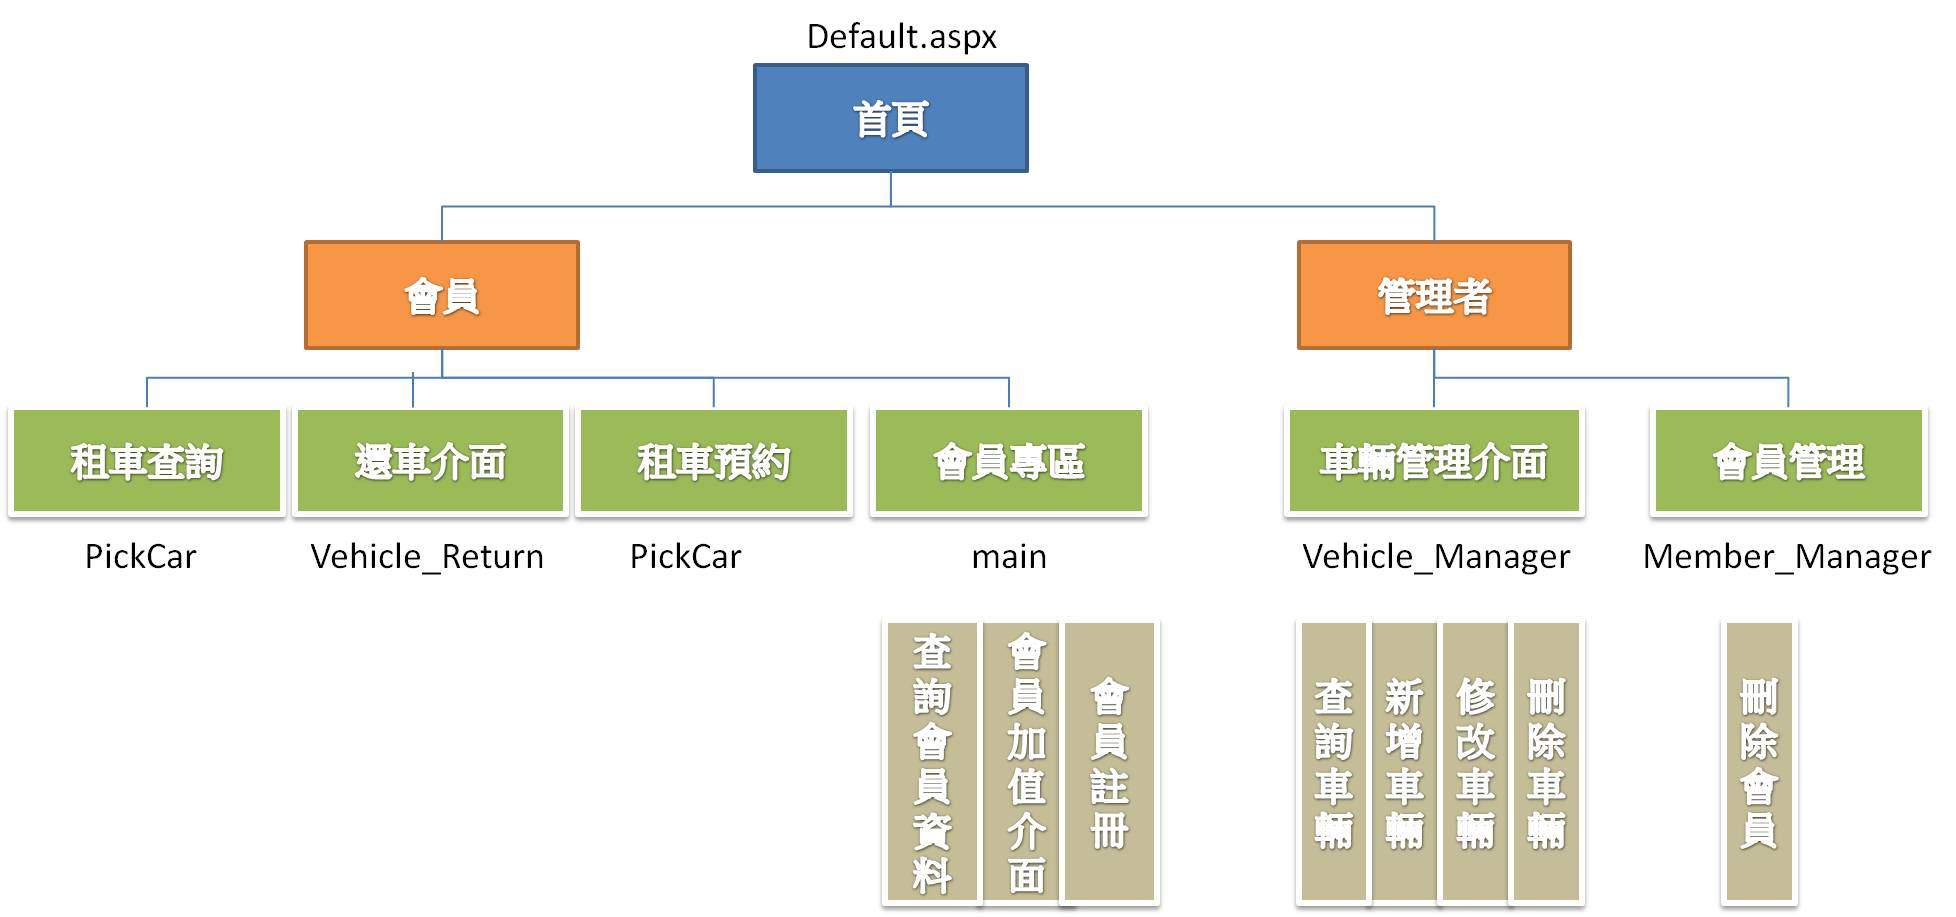 Default.aspx
首頁
會員
管理者
租車查詢
還車介面
租車預約
會員專區
車輛管理介面
會員管理
PickCar
Vehicle_Return
PickCar
main
Vehicle_Manager
Member_Manager
查詢會員資料
會員加值介面
會員註冊
查詢車輛
新增車輛
修改車輛
刪除車輛
刪除會員